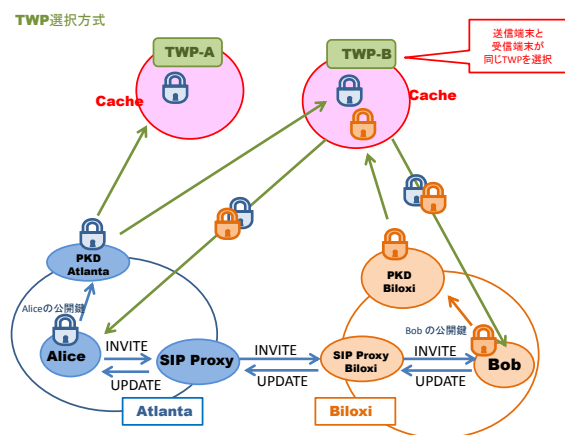 TWP選択方式
TWP-A
TWP-B
送信端末と
受信端末が
同じTWPを選択
Cache
Cache
PKD
Atlanta
PKD
Biloxi
Aliceの公開鍵
Bob の公開鍵
Alice
INVITE
UPDATE
SIP Proxy
INVITE
UPDATE
SIP Proxy
Biloxi
INVITE
UPDATE
Bob
Atlanta
Biloxi